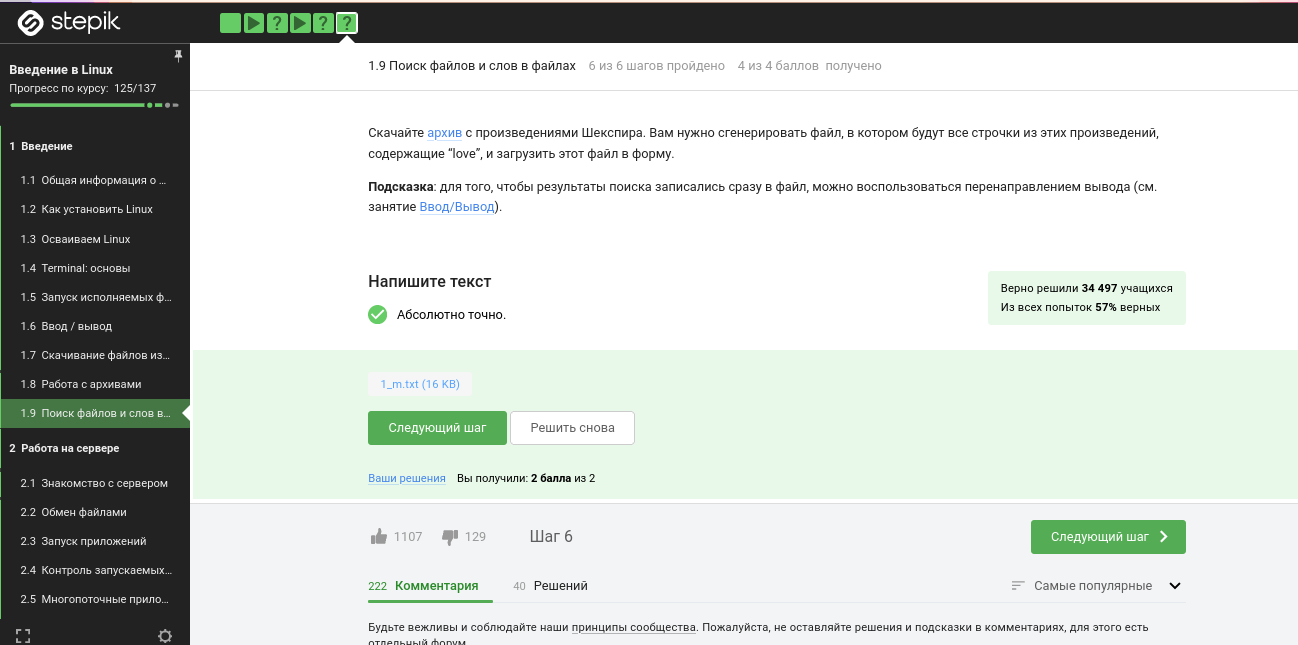 stepik
? ? ?
Введение в Linux
Прогресс по курсу: 125/137
1 Введение
1.1 Общая информация о ...
1.2 Как установить Linux
1.3 Осваиваем Linux
1.4 Terminal: основы
1.5 Запуск исполняемых ф...
1.6 Ввод / вывод
1.7 Скачивание файлов из...
1.8 Работа с архивами
1.9 Поиск файлов и слов в...
2 Работа на сервере
2.1 Знакомство с сервером
2.2 Обмен файлами
2.3 Запуск приложений
2.4 Контроль запускаемых...
2.5 Многопоточные прило...
1.9 Поиск файлов и слов в файлах 6 из 6 шагов пройдено 4 из 4 баллов получено
Скачайте архив с произведениями Шекспира. Вам нужно сгенерировать файл, в котором будут все строчки из этих произведений,
содержащие “love”, и загрузить этот файл в форму.
Подсказка: для того, чтобы результаты поиска записались сразу в файл, можно воспользоваться перенаправлением вывода (см.
занятие Ввод/Вывод).
Напишите текст
Абсолютно точно.
Верно решили 34 497 учащихся
Из всех попыток 57% верных
1_m.txt (16 KB)
Следующий шаг Решить снова
Ваши решения Вы получили: 2 балла из 2
1107 129 Шаг 6 Следующий шаг
222 Комментария 40 Решений Самые популярные
Будьте вежливы и соблюдайте наши принципы сообщества. Пожалуйста, не оставляйте решения и подсказки в комментариях, для этого есть
отдельный форум.